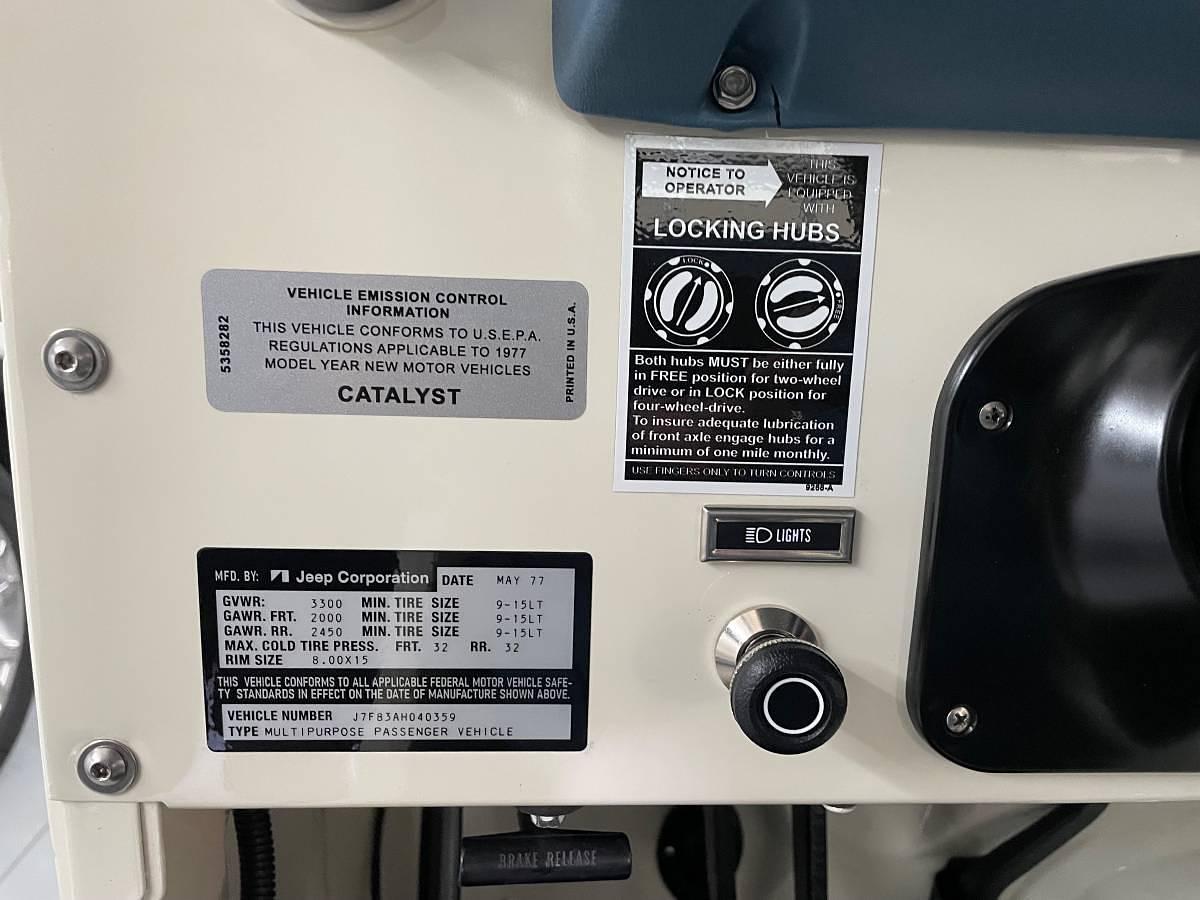 NOTICE TO
OPERATOR
THIS
VEHICLE IS
EQUIPPED
WITH
LOCKING HUBS
LOCK
FREE
Both hubs MUST be either fully
in FREE position for two-wheel
drive or in LOCK position for
four-wheel-drive.
To insure adequate lubrication
of front axle engage hubs for a
minimum of one mile monthly.
USE FINGERS ONLY TO TURN CONTROLS
9288-A
5358282
VEHICLE EMISSION CONTROL
INFORMATION
THIS VEHICLE CONFORMS TO U.S.E.P.A.
REGULATIONS APPLICABLE TO 1977
MODEL YEAR NEW MOTOR VEHICLES
CATALYST
PRINTED IN U.S.A.
LIGHTS
MFD. BY: Jeep Corporation DATE MAY 77
GVWR: 3300 MIN. TIRE SIZE 9-15LT
GAWR. FRT. 2000 MIN. TIRE SIZE 9-15LT
GAWR. RR. 2450 MIN. TIRE SIZE 9-15LT
MAX. COLD TIRE PRESS. FRT. 32 RR. 32
RIM SIZE 8.00X15
THIS VEHICLE CONFORMS TO ALL APPLICABLE FEDERAL MOTOR VEHICLE SAFE-
TY STANDARDS IN EFFECT ON THE DATE OF MANUFACTURE SHOWN ABOVE.
VEHICLE NUMBER J7F83AH040359
TYPE MULTIPURPOSE PASSENGER VEHICLE
BRAKE RELEASE